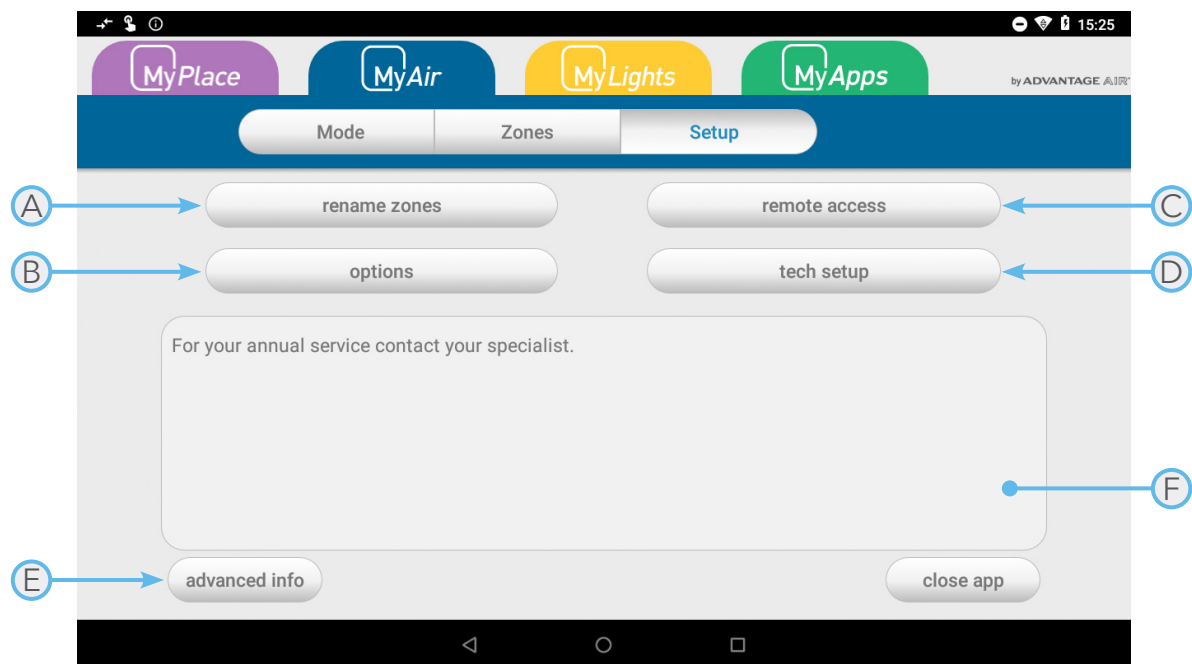 15:25
MyPlace MyAir MyLights MyApps by ADVANTAGE AIR
Mode Zones Setup
A rename zones remote access C
B options tech setup D
For your annual service contact your specialist.
F
E advanced info close app